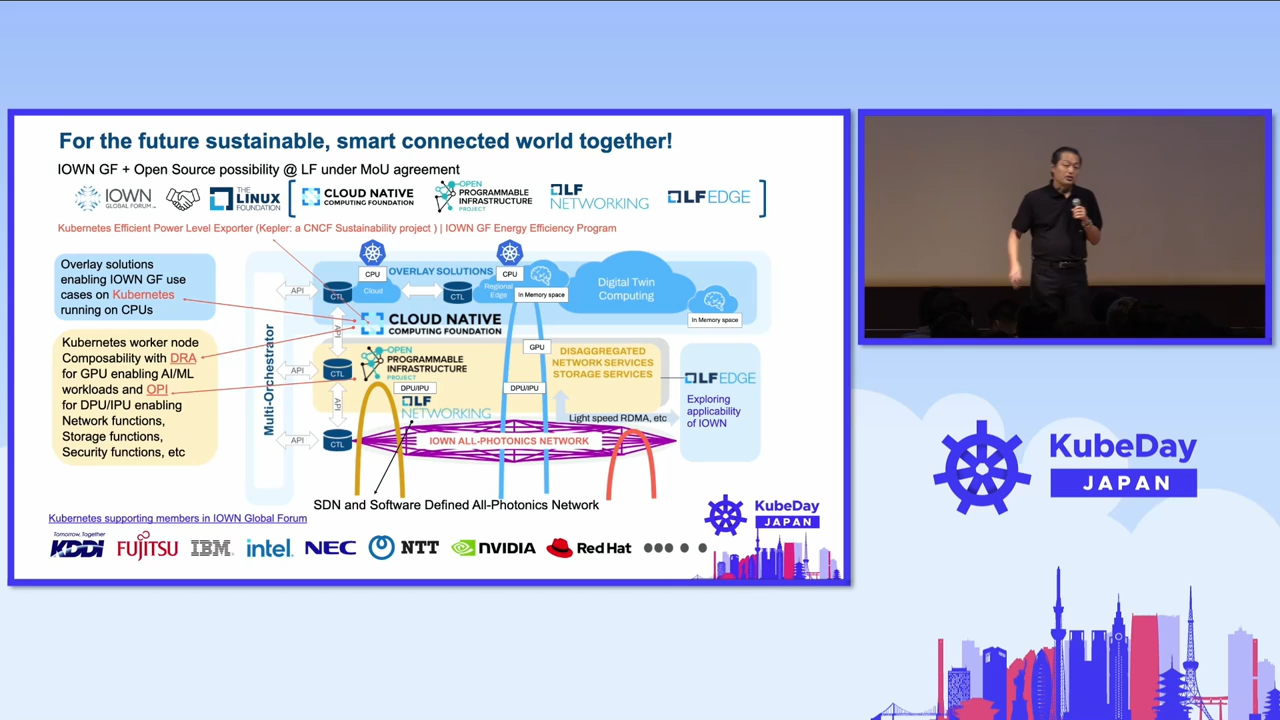 For the future sustainable, smart connected world together!
IOWN GF + Open Source possibility @ LF under MoU agreement
IOWN
GLOBAL FORUM
THE
LINUX
FOUNDATION
CLOUD NATIVE
COMPUTING FOUNDATION
OPEN
PROGRAMMABLE
INFRASTRUCTURE
PROJECT
LF
NETWORKING
LF EDGE
Kubernetes Efficient Power Level Exporter (Kepler: a CNCF Sustainability project ) | IOWN GF Energy Efficiency Program
Overlay solutions
enabling IOWN GF use
cases on Kubernetes
running on CPUs
Kubernetes worker node
Composability with DRA
for GPU enabling AI/ML
workloads and OPI
for DPU/IPU enabling
Network functions,
Storage functions,
Security functions, etc
Multi-Orchestrator
API
API
API
API
API
CTL
CTL
CTL
CTL
CPU
OVERLAY SOLUTIONS
CPU
Cloud
Regional
Edge
In Memory space
Digital Twin
Computing
In Memory space
CLOUD NATIVE
COMPUTING FOUNDATION
GPU
OPEN
PROGRAMMABLE
INFRASTRUCTURE
PROJECT
DISAGGREGATED
NETWORK SERVICES
STORAGE SERVICES
DPU/IPU
DPU/IPU
LF
NETWORKING
LF EDGE
Exploring
applicability
of IOWN
Light speed RDMA, etc
IOWN ALL-PHOTONICS NETWORK
SDN and Software Defined All-Photonics Network
Kubernetes supporting members in IOWN Global Forum
Tomorrow, Together
KDDI
FUJITSU
IBM
intel
NEC
NTT
NVIDIA
Red Hat
KubeDay
JAPAN
KubeDay
JAPAN